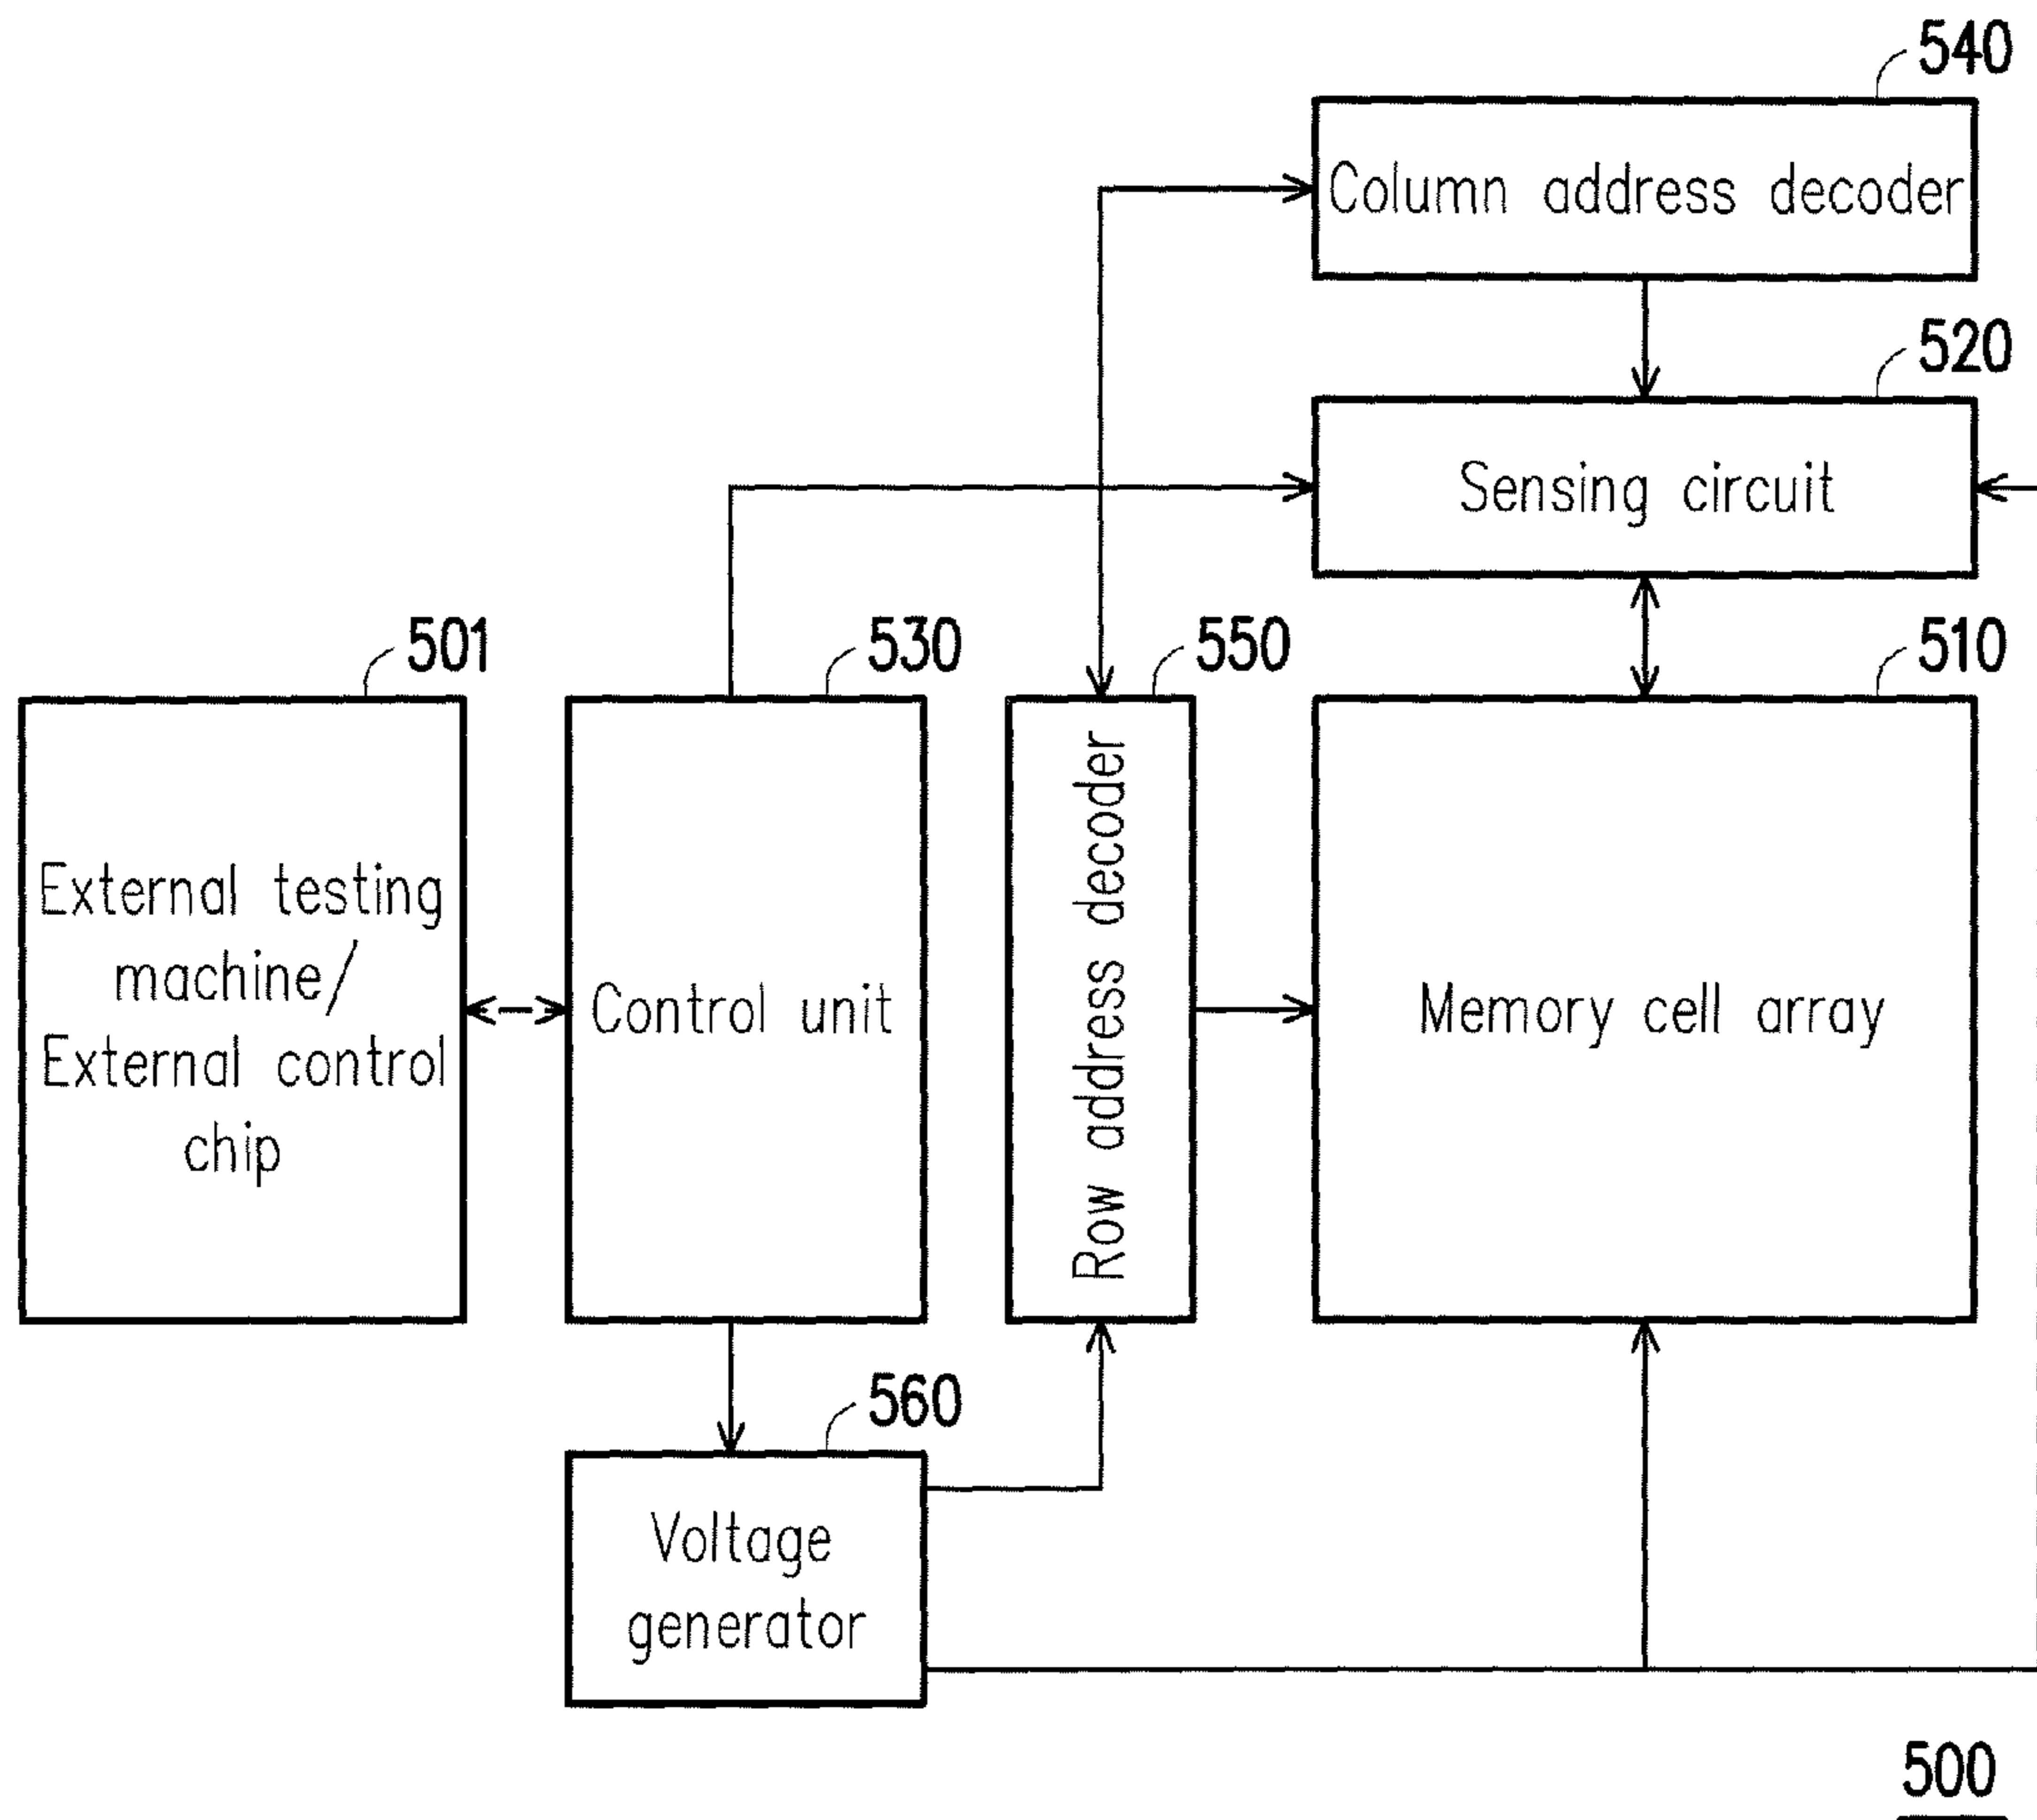 540
Column address decoder
520
Sensing circuit
501
530
550
510
External testing
machine/
External control
chip
Control unit
Row address decoder
Memory cell array
560
Voltage
generator
500